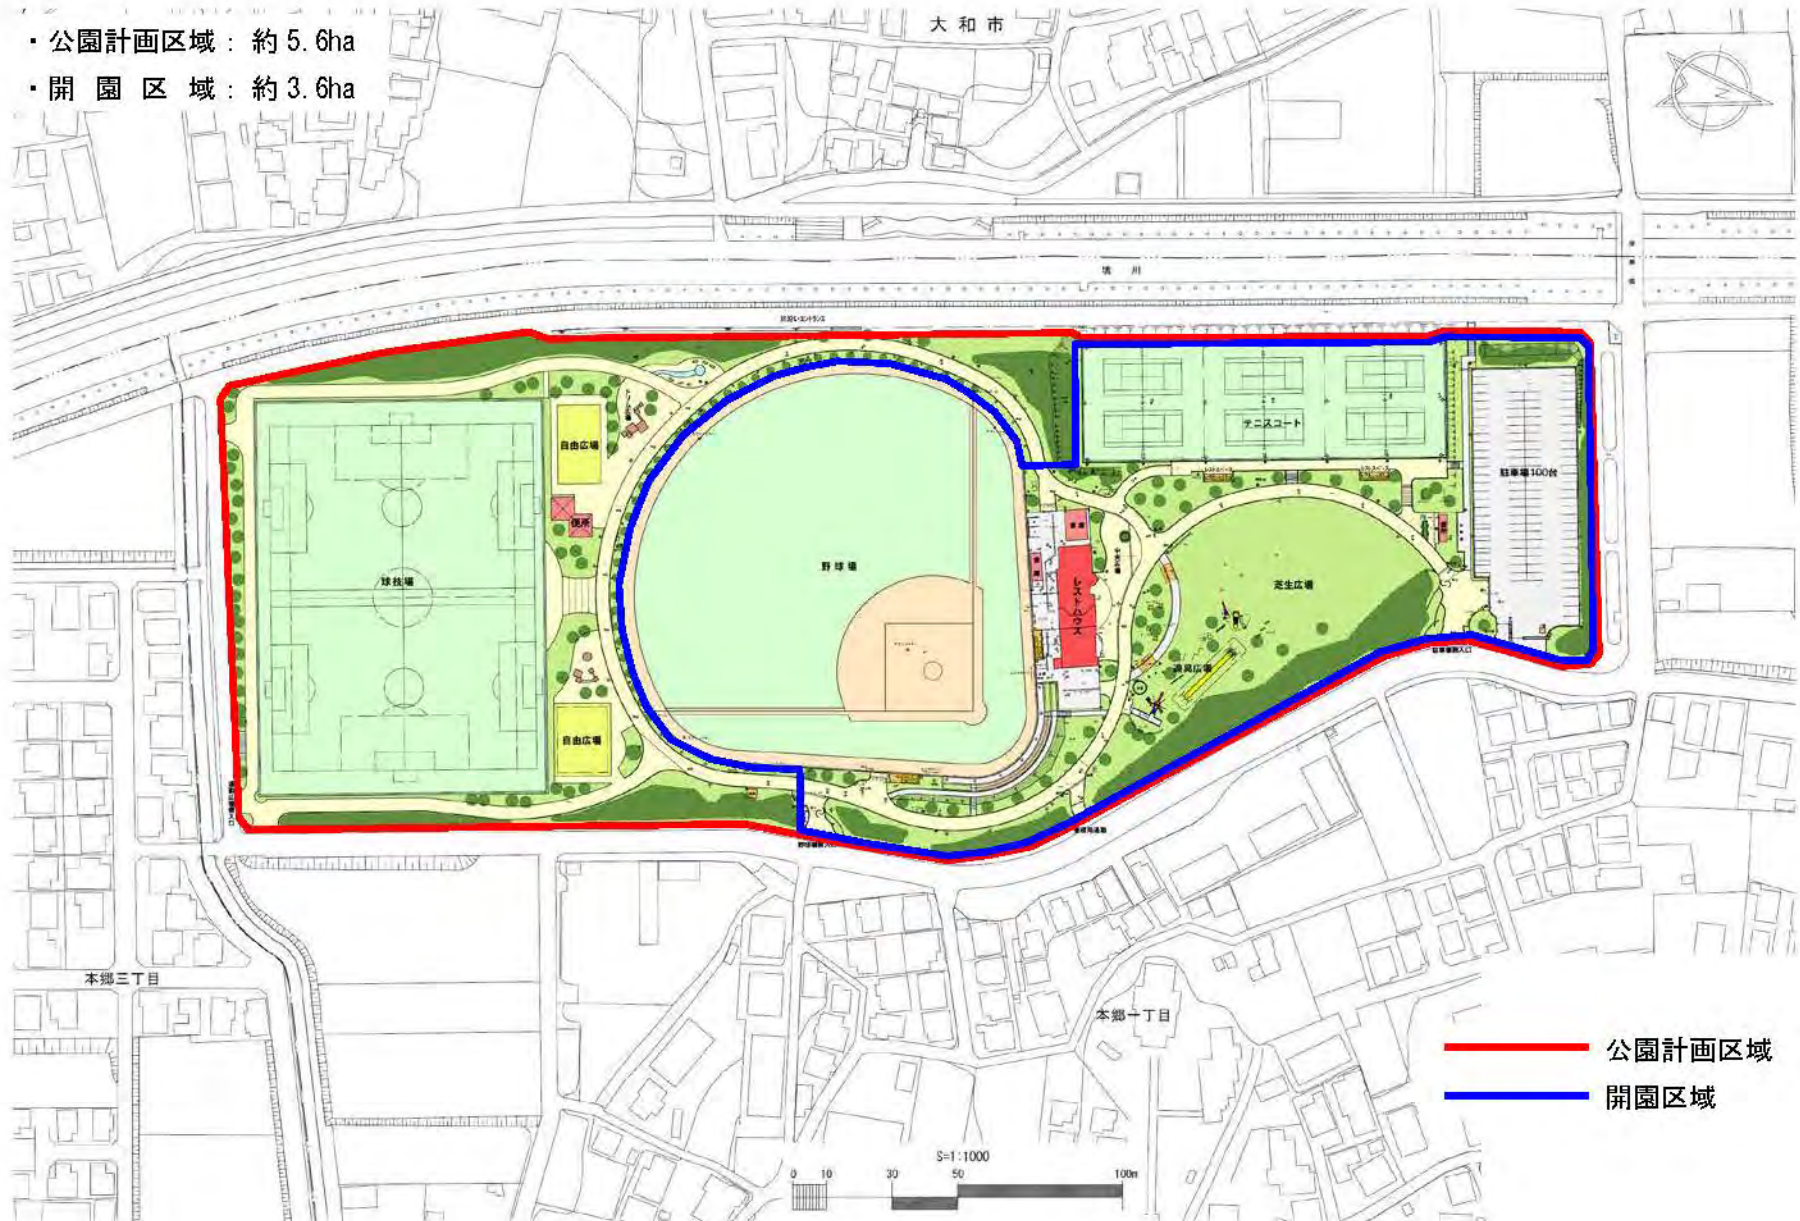 ・公園計画区域：約5.6ha
・開園区域：約3.6ha
大和市
境川
テニスコート
駐車場100台
自由広場
便所
球技場
野球場
レストハウス
芝生広場
遊具広場
自由広場
本郷三丁目
本郷一丁目
公園計画区域
開園区域
S=1:1000
0 10 30 50 100m